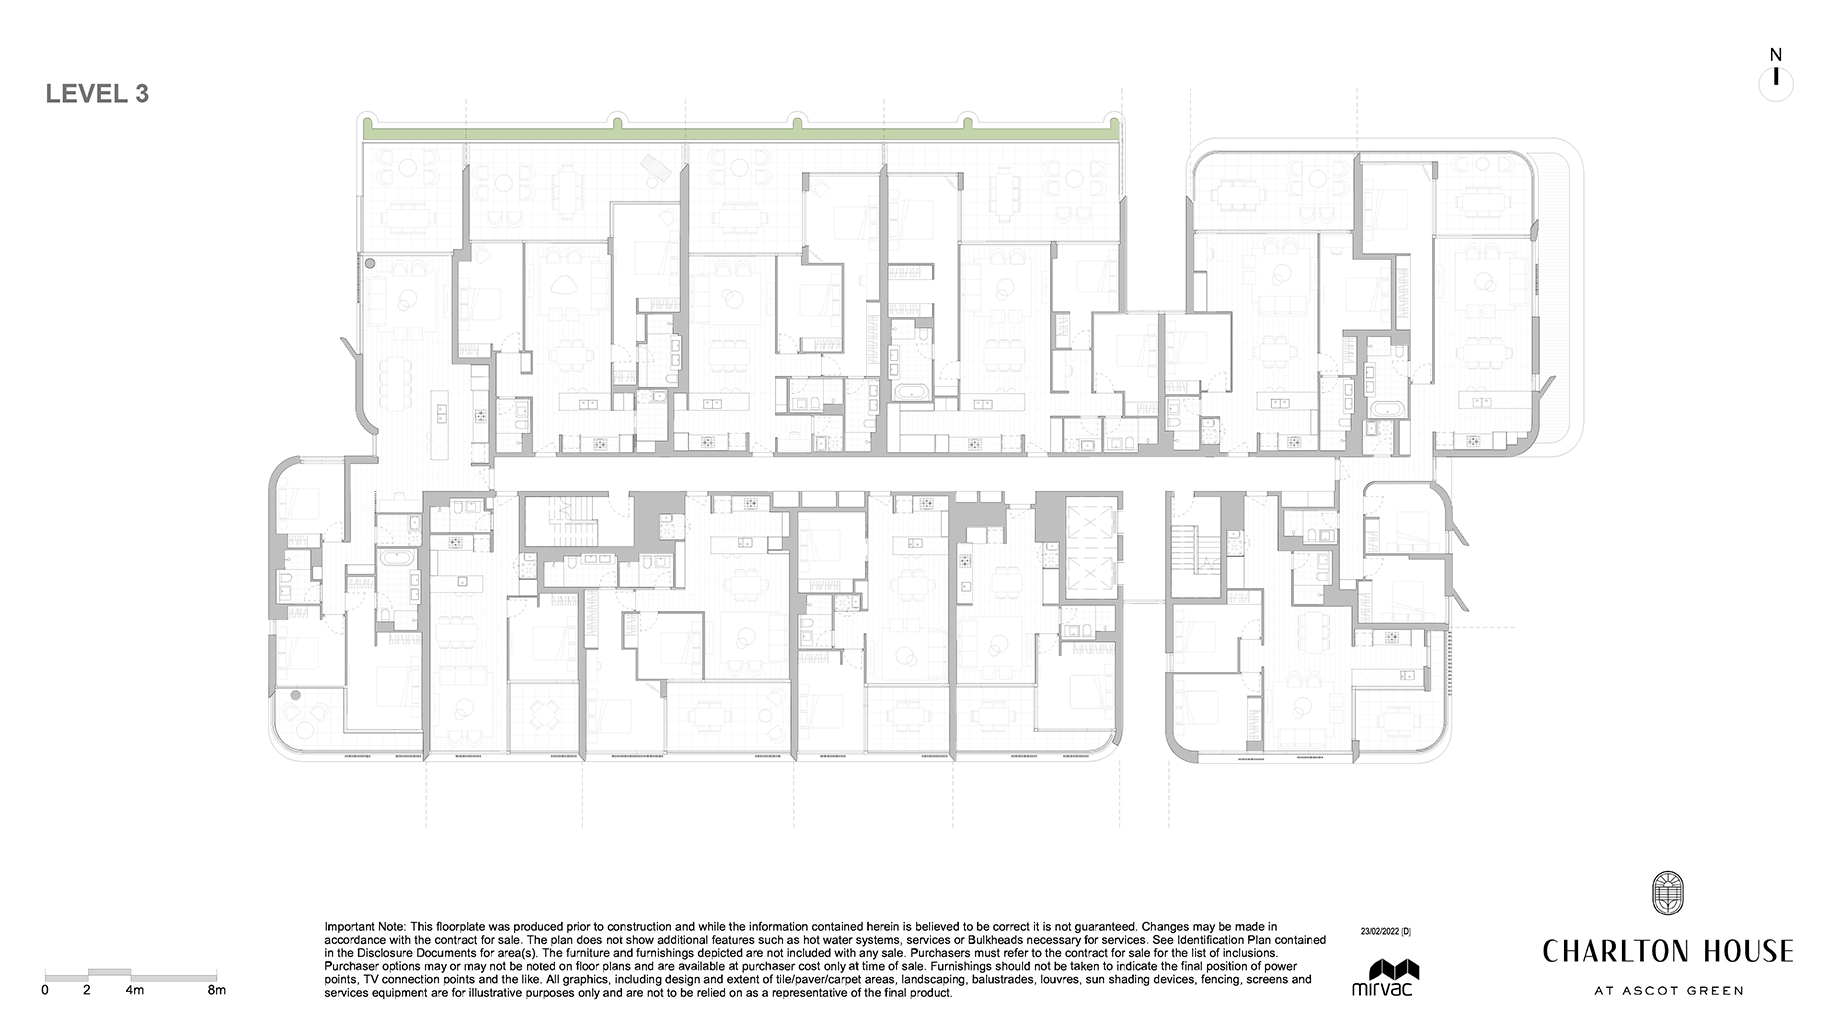 LEVEL 3
N
0 2 4m 8m
Important Note: This floorplate was produced prior to construction and while the information contained herein is believed to be correct it is not guaranteed. Changes may be made in
accordance with the contract for sale. The plan does not show additional features such as hot water systems, services or Bulkheads necessary for services. See Identification Plan contained
in the Disclosure Documents for area(s). The furniture and furnishings depicted are not included with any sale. Purchasers must refer to the contract for sale for the list of inclusions.
Purchaser options may or may not be noted on floor plans and are available at purchaser cost only at time of sale. Furnishings should not be taken to indicate the final position of power
points, TV connection points and the like. All graphics, including design and extent of tile/paver/carpet areas, landscaping, balustrades, louvres, sun shading devices, fencing, screens and
services equipment are for illustrative purposes only and are not to be relied on as a representative of the final product.
23/02/2022 [D]
mirvac
CHARLTON HOUSE
AT ASCOT GREEN